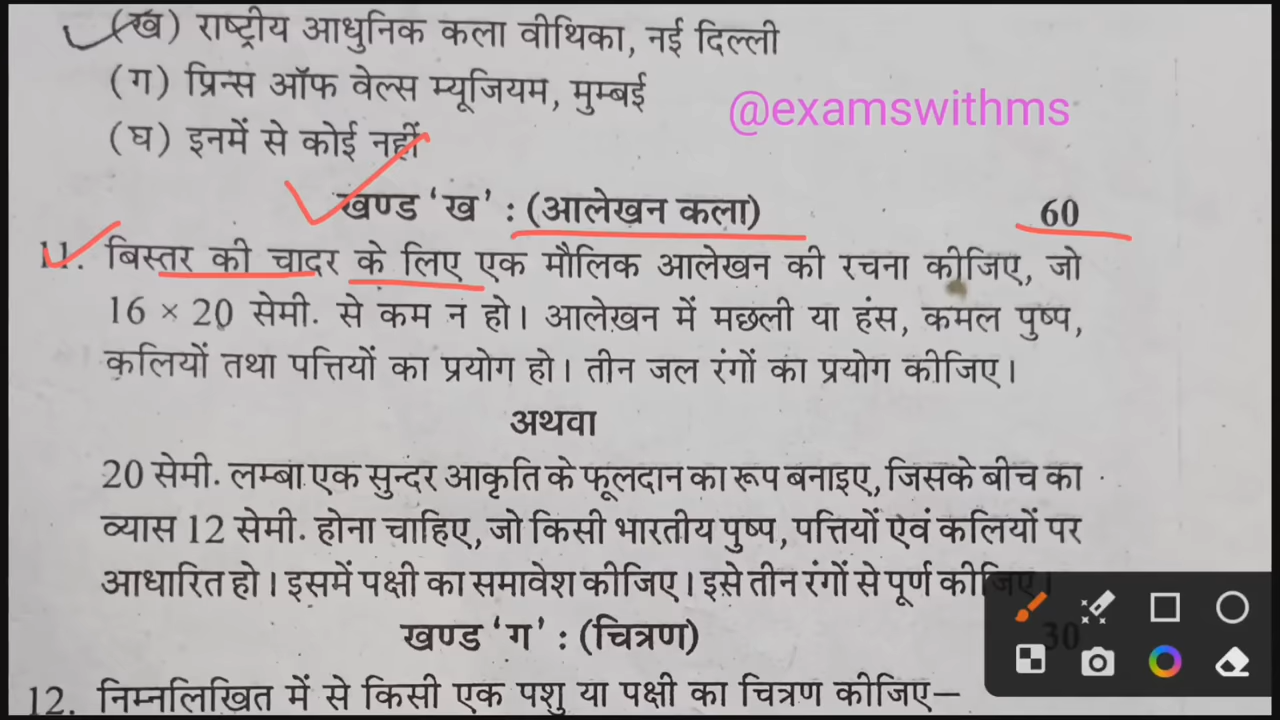 (ख) राष्ट्रीय आधुनिक कला वीथिका, नई दिल्ली
(ग) प्रिन्स ऑफ वेल्स म्यूजियम, मुम्बई
@examswithms
(घ) इनमें से कोई नहीं
खण्ड ‘ख’ : (आलेखन कला) 60
11. बिस्तर की चादर के लिए एक मौलिक आलेखन की रचना कीजिए, जो
16 × 20 सेमी. से कम न हो। आलेखन में मछली या हंस, कमल पुष्प,
कलियों तथा पत्तियों का प्रयोग हो। तीन जल रंगों का प्रयोग कीजिए।
अथवा
20 सेमी. लम्बा एक सुन्दर आकृति के फूलदान का रूप बनाइए, जिसके बीच का
व्यास 12 सेमी. होना चाहिए, जो किसी भारतीय पुष्प, पत्तियों एवं कलियों पर
आधारित हो। इसमें पक्षी का समावेश कीजिए। इसे तीन रंगों से पूर्ण कीजिए।
खण्ड ‘ग’ : (चित्रण) 30
12. निम्नलिखित में से किसी एक पशु या पक्षी का चित्रण कीजिए–